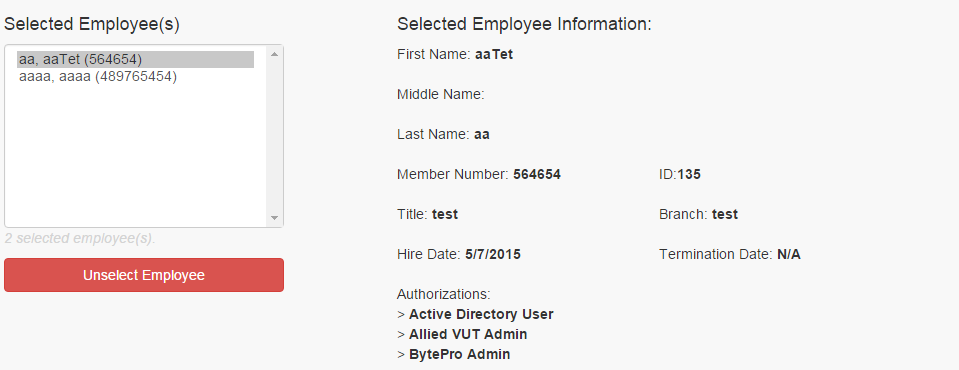 Selected Employee(s)
aa, aaTet (564654)
aaaa, aaaa (489765454)
2 selected employee(s).
Unselect Employee
Selected Employee Information:
First Name: aaTet
Middle Name:
Last Name: aa
Member Number: 564654 ID:135
Title: test Branch: test
Hire Date: 5/7/2015 Termination Date: N/A
Authorizations:
> Active Directory User
> Allied VUT Admin
> BytePro Admin